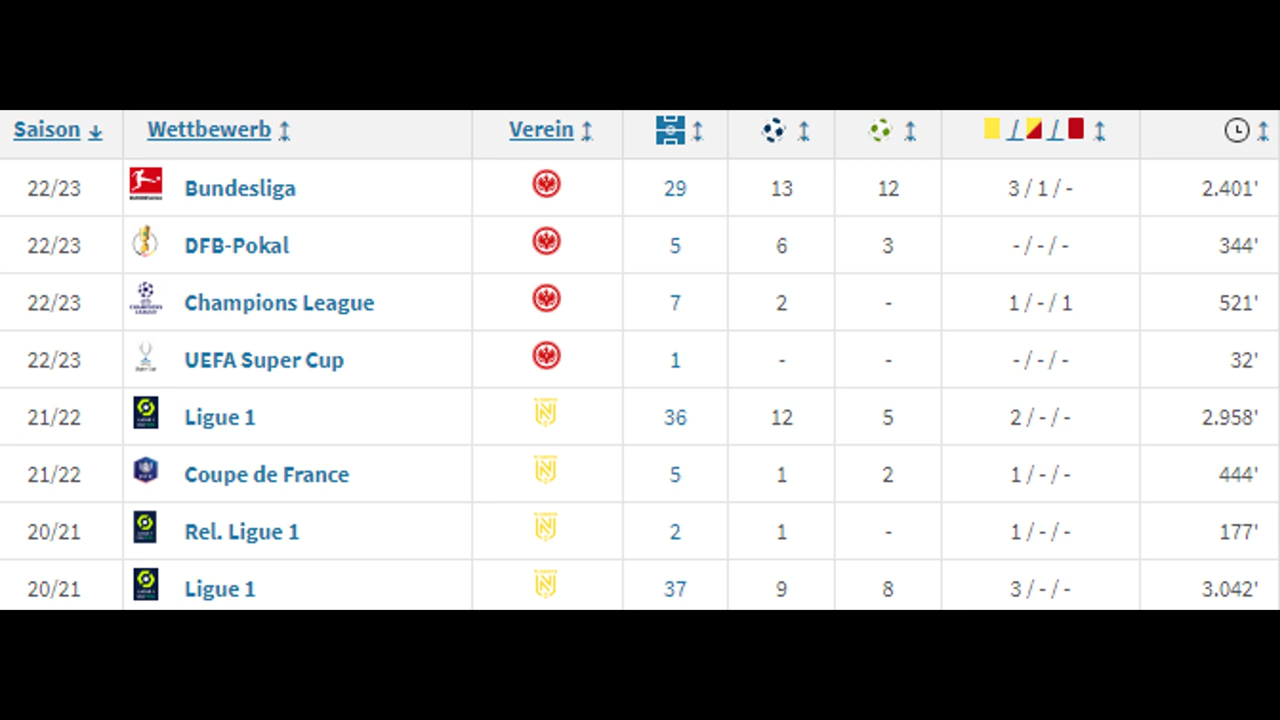 Saison Wettbewerb Verein
22/23 Bundesliga 29 13 12 3 / 1 / - 2.401'
22/23 DFB-Pokal 5 6 3 - / - / - 344'
22/23 Champions League 7 2 - 1 / - / 1 521'
22/23 UEFA Super Cup 1 - - - / - / - 32'
21/22 Ligue 1 36 12 5 2 / - / - 2.958'
21/22 Coupe de France 5 1 2 1 / - / - 444'
20/21 Rel. Ligue 1 2 1 - 1 / - / - 177'
20/21 Ligue 1 37 9 8 3 / - / - 3.042'